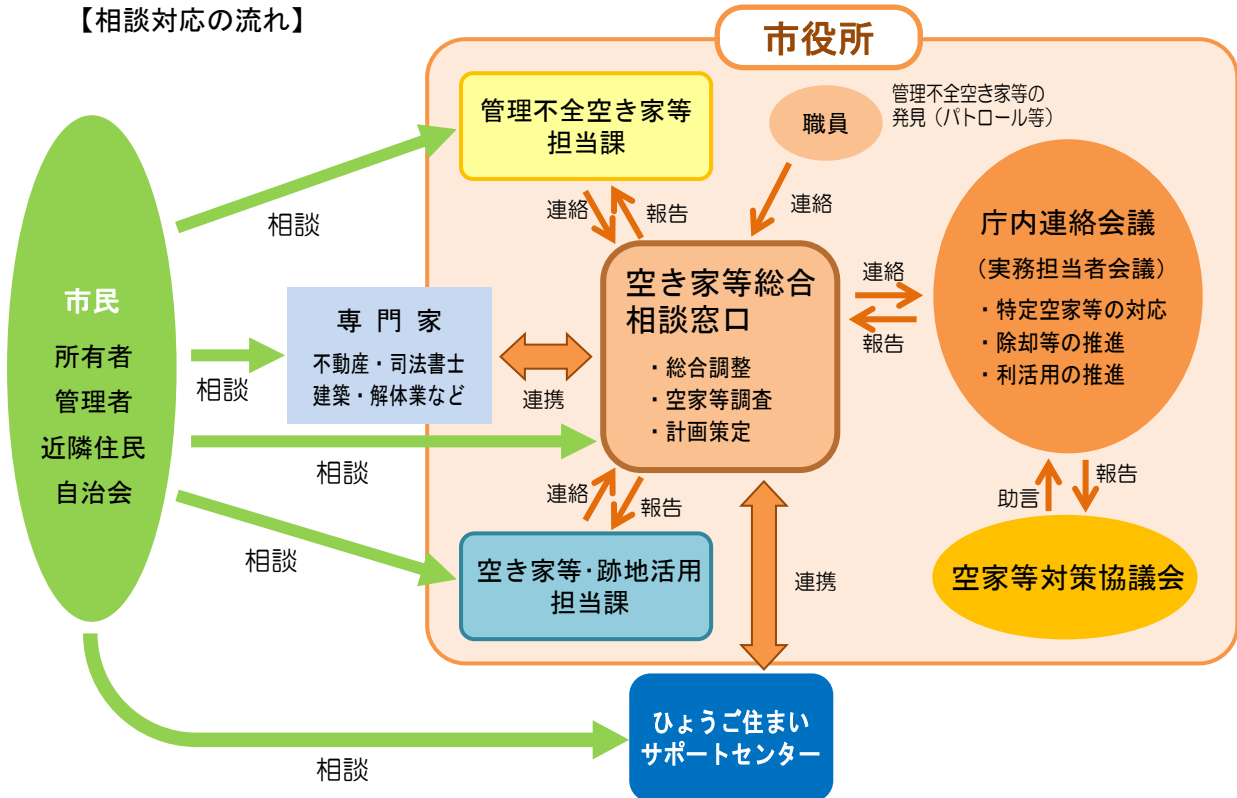 【相談対応の流れ】
市役所
管理不全空き家等
担当課
職員
管理不全空き家等の
発見（パトロール等）
相談
連絡
報告
連絡
市民
所有者
管理者
近隣住民
自治会
専門家
不動産・司法書士
建築・解体業など
相談
連携
空き家等総合
相談窓口
・総合調整
・空家等調査
・計画策定
連絡
報告
庁内連絡会議
（実務担当者会議）
・特定空家等の対応
・除却等の推進
・利活用の推進
相談
連絡
報告
助言
報告
相談
空き家等・跡地活用
担当課
連携
空家等対策協議会
ひょうご住まい
サポートセンター
相談